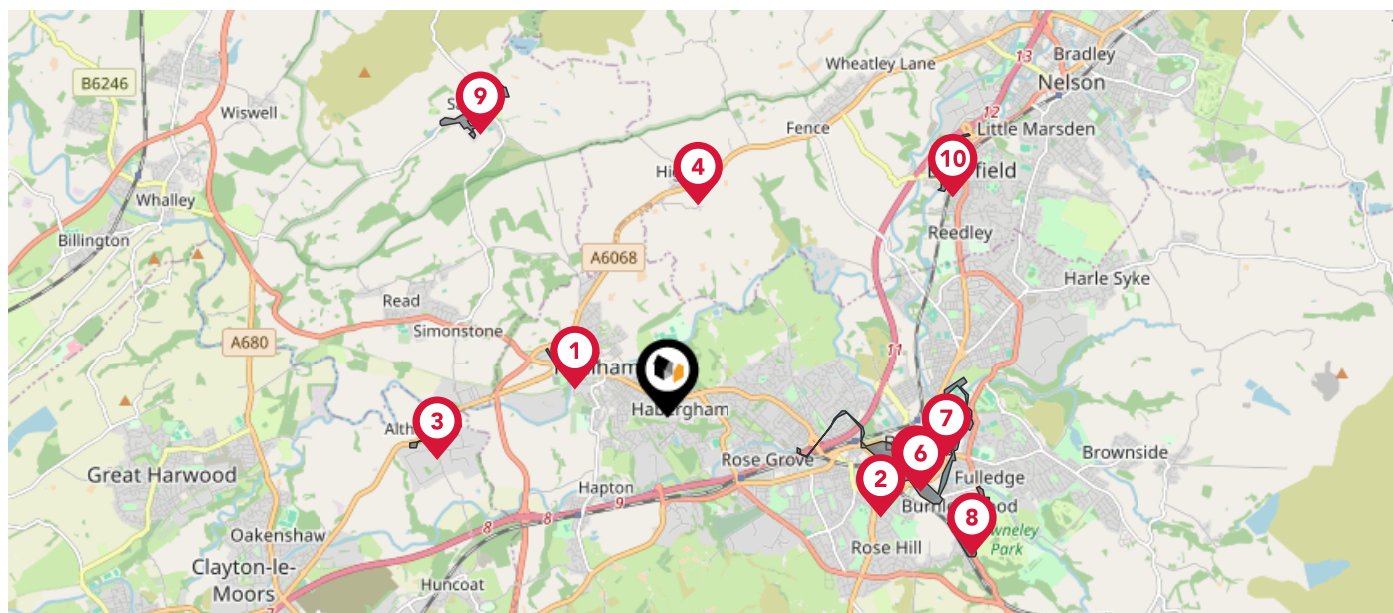 13
Bradley
Wheatley Lane
Nelson
B6246
9
Wiswell
12
Fence
Little Marsden
10
4
Whalley
Reedley
Billington
A6068
Harle Syke
Read
Simonstone
A680
11
1
Habergham
7
3
Brownside
6
Rose Grove
Great Harwood
2
Fulledge
Hapton
9
8
8
8
Oakenshaw
Rose Hill
Park
Clayton-le-
Moors
Huncoat
7